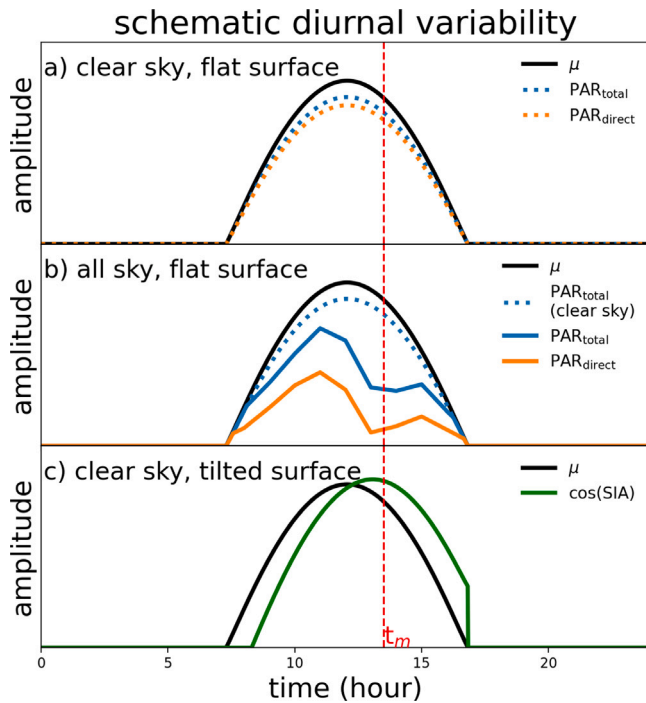 schematic diurnal variability
a) clear sky, flat surface
μ
PAR_total
PAR_direct
amplitude
b) all sky, flat surface
μ
PAR_total
(clear sky)
PAR_total
PAR_direct
amplitude
c) clear sky, tilted surface
μ
cos(SIA)
amplitude
t_m
0 5 10 15 20
time (hour)